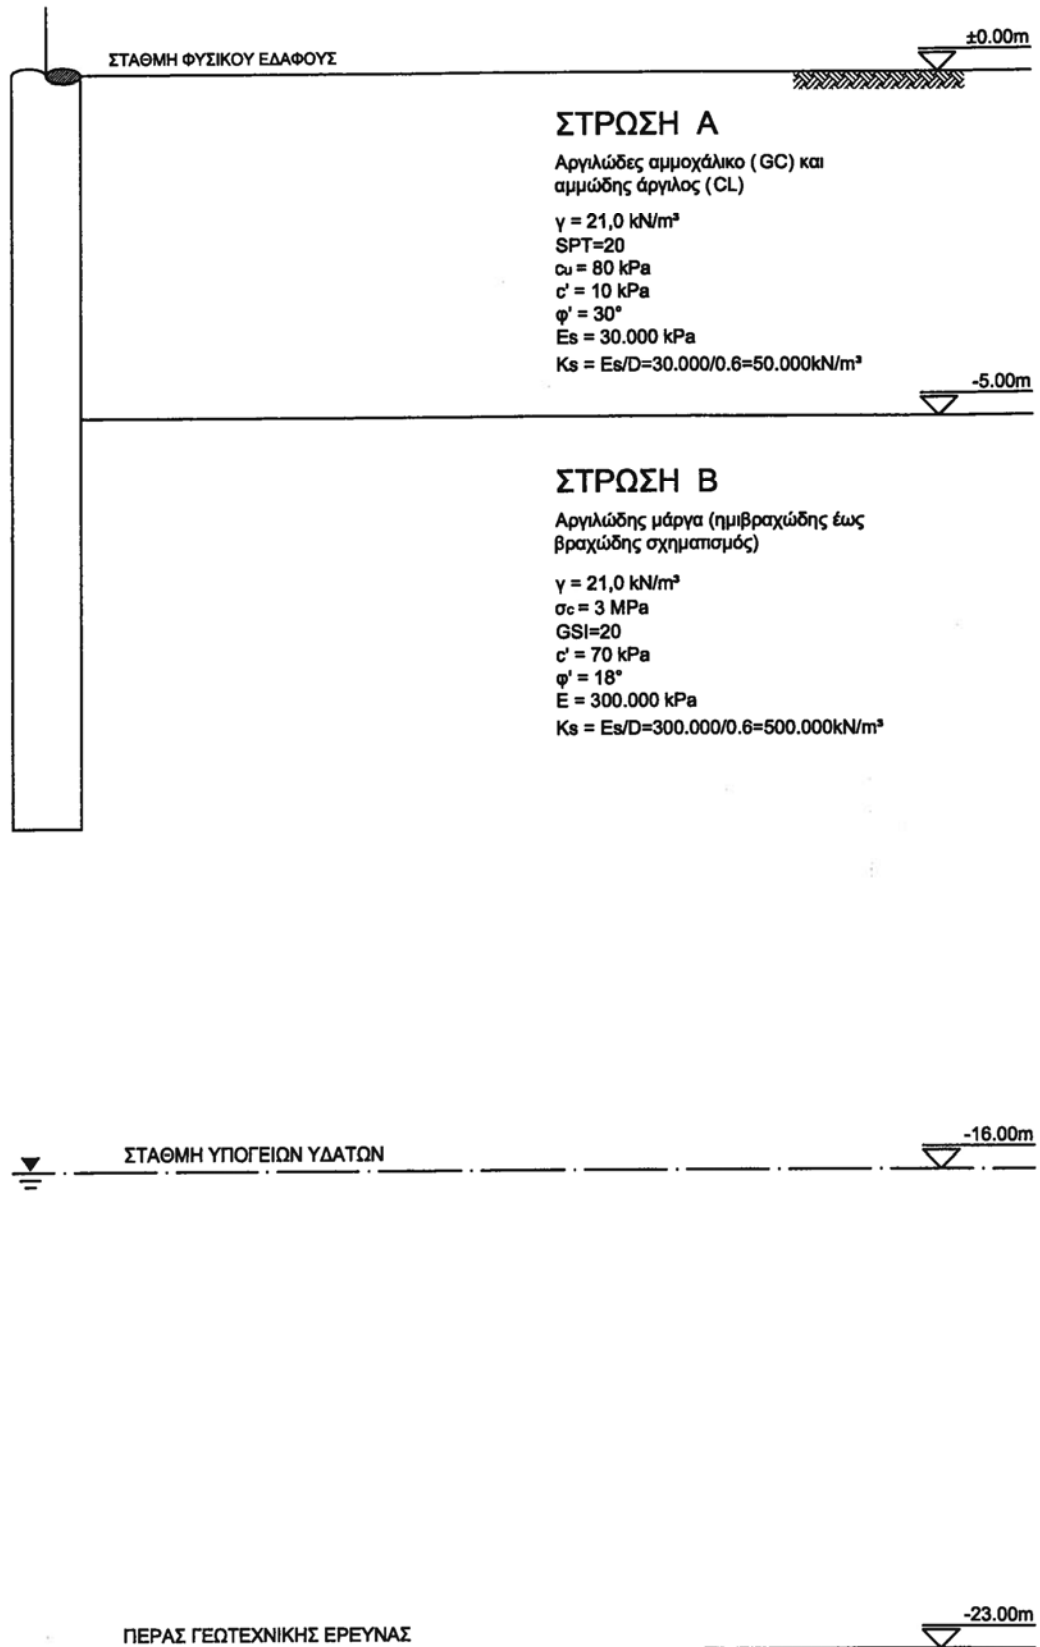 ±0.00m
ΣΤΑΘΜΗ ΦΥΣΙΚΟΥ ΕΔΑΦΟΥΣ
ΣΤΡΩΣΗ Α
Αργιλώδες αμμοχάλικο (GC) και
αμμώδης άργιλος (CL)
γ = 21,0 kN/m³
SPT=20
cu = 80 kPa
c' = 10 kPa
φ' = 30°
Es = 30.000 kPa
Ks = Es/D=30.000/0.6=50.000kN/m³
-5.00m
ΣΤΡΩΣΗ Β
Αργιλώδης μάργα (ημιβραχώδης έως
βραχώδης σχηματισμός)
γ = 21,0 kN/m³
σc = 3 MPa
GSI=20
c' = 70 kPa
φ' = 18°
E = 300.000 kPa
Ks = Es/D=300.000/0.6=500.000kN/m³
-16.00m
ΣΤΑΘΜΗ ΥΠΟΓΕΙΩΝ ΥΔΑΤΩΝ
-23.00m
ΠΕΡΑΣ ΓΕΩΤΕΧΝΙΚΗΣ ΕΡΕΥΝΑΣ